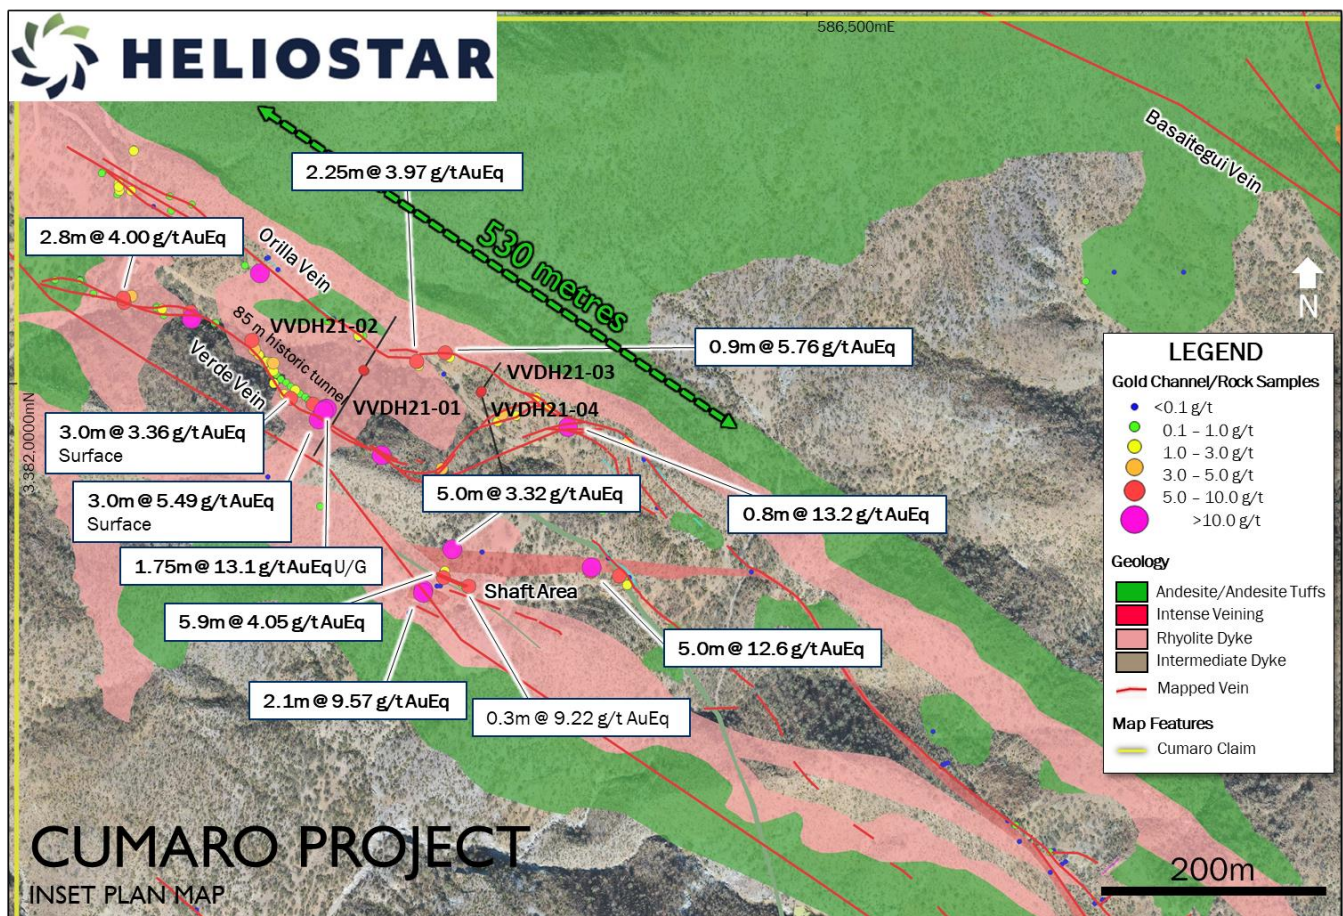 HELIOSTAR
586,500mE
Basaitegui Vein
2.25m @ 3.97 g/t AuEq
530 metres
2.8m @ 4.00 g/t AuEq
Orilla Vein
N
85 m historic tunnel
VVDH21-02
0.9m @ 5.76 g/t AuEq
Verde Vein
VVDH21-03
VVDH21-01
VVDH21-04
3,382,0000mN
3.0m @ 3.36 g/t AuEq
Surface
3.0m @ 5.49 g/t AuEq
Surface
5.0m @ 3.32 g/t AuEq
0.8m @ 13.2 g/t AuEq
1.75m @ 13.1 g/t AuEq U/G
Shaft Area
5.9m @ 4.05 g/t AuEq
5.0m @ 12.6 g/t AuEq
2.1m @ 9.57 g/t AuEq
0.3m @ 9.22 g/t AuEq
LEGEND
Gold Channel/Rock Samples
<0.1 g/t
0.1 – 1.0 g/t
1.0 – 3.0 g/t
3.0 – 5.0 g/t
5.0 – 10.0 g/t
>10.0 g/t
Geology
Andesite/Andesite Tuffs
Intense Veining
Rhyolite Dyke
Intermediate Dyke
Mapped Vein
Map Features
Cumaro Claim
CUMARO PROJECT
INSET PLAN MAP
200m